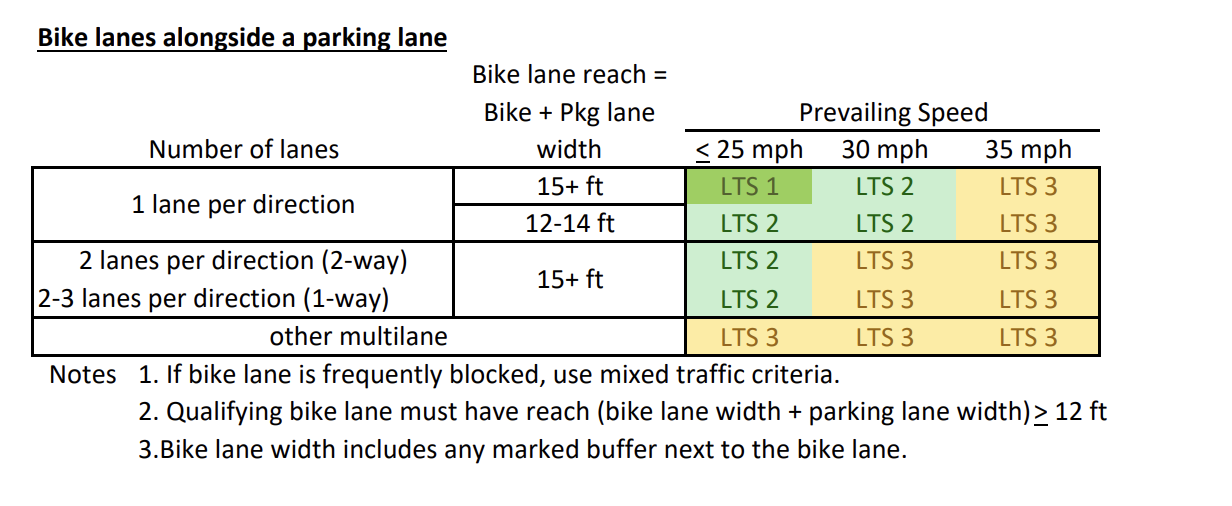 Bike lanes alongside a parking lane
Bike lane reach =
Bike + Pkg lane Prevailing Speed
Number of lanes width ≤ 25 mph 30 mph 35 mph
1 lane per direction 15+ ft LTS 1 LTS 2 LTS 3
12-14 ft LTS 2 LTS 2 LTS 3
2 lanes per direction (2-way) 15+ ft LTS 2 LTS 3 LTS 3
2-3 lanes per direction (1-way) LTS 2 LTS 3 LTS 3
other multilane LTS 3 LTS 3 LTS 3
Notes 1. If bike lane is frequently blocked, use mixed traffic criteria.
2. Qualifying bike lane must have reach (bike lane width + parking lane width) ≥ 12 ft
3.Bike lane width includes any marked buffer next to the bike lane.